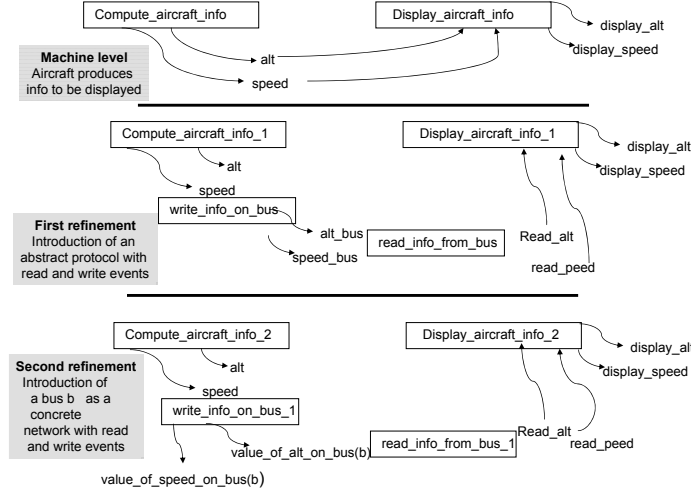 Compute_aircraft_info
Display_aircraft_info
display_alt
display_speed
Machine level
Aircraft produces
info to be displayed
alt
speed
Compute_aircraft_info_1
Display_aircraft_info_1
display_alt
display_speed
alt
speed
write_info_on_bus
First refinement
Introduction of an
abstract protocol with
read and write events
alt_bus
speed_bus
read_info_from_bus
Read_alt
read_peed
Compute_aircraft_info_2
Display_aircraft_info_2
display_alt
display_speed
alt
speed
Second refinement
Introduction of
a bus b as a
concrete
network with read
and write events
write_info_on_bus_1
value_of_alt_on_bus(b)
read_info_from_bus_1
Read_alt
read_peed
value_of_speed_on_bus(b)